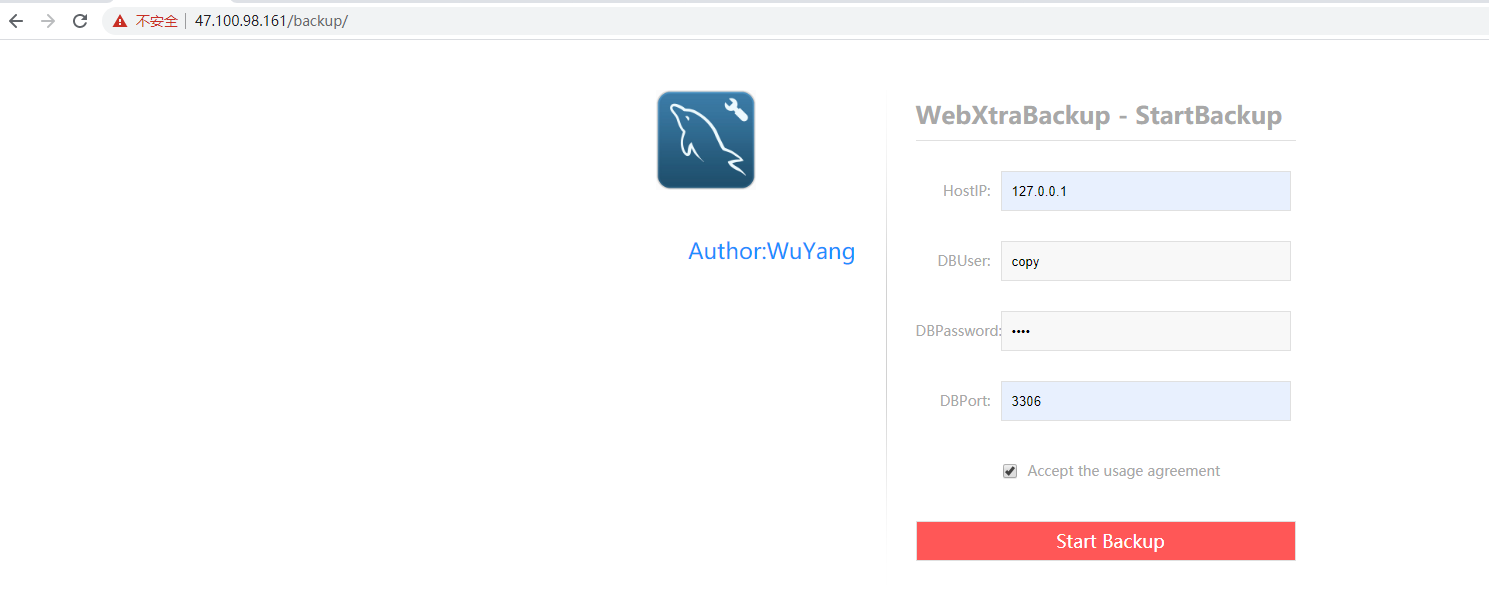 不安全 47.100.98.161/backup/
WebXtraBackup - StartBackup
Author:WuYang
HostIP: 127.0.0.1
DBUser: copy
DBPassword: ••••
DBPort: 3306
Accept the usage agreement
Start Backup